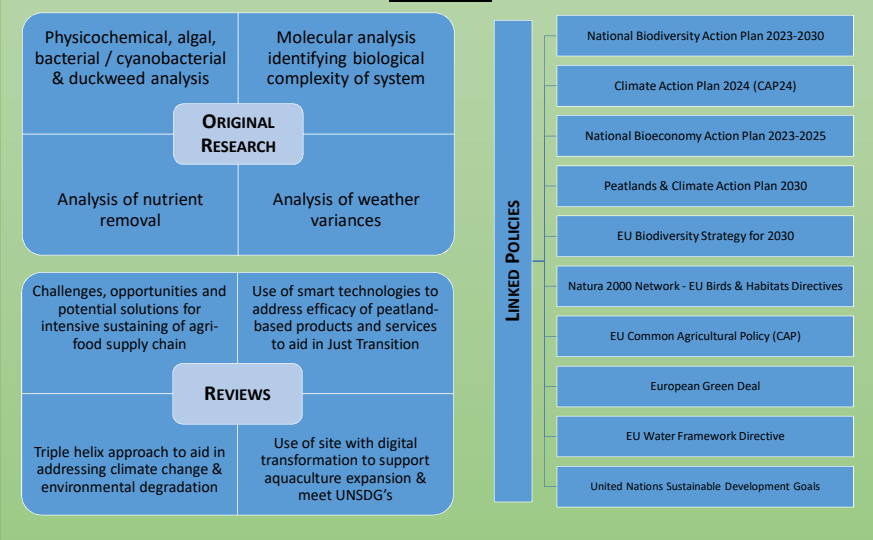 Physicochemical, algal,
bacterial / cyanobacterial
& duckweed analysis
Molecular analysis
identifying biological
complexity of system
ORIGINAL
RESEARCH
Analysis of nutrient
removal
Analysis of weather
variances
Challenges, opportunities and
potential solutions for
intensive sustaining of agri-
food supply chain
Use of smart technologies to
address efficacy of peatland-
based products and services
to aid in Just Transition
REVIEWS
Triple helix approach to aid in
addressing climate change &
environmental degradation
Use of site with digital
transformation to support
aquaculture expansion &
meet UNSDG's
LINKED POLICIES
National Biodiversity Action Plan 2023-2030
Climate Action Plan 2024 (CAP24)
National Bioeconomy Action Plan 2023-2025
Peatlands & Climate Action Plan 2030
EU Biodiversity Strategy for 2030
Natura 2000 Network - EU Birds & Habitats Directives
EU Common Agricultural Policy (CAP)
European Green Deal
EU Water Framework Directive
United Nations Sustainable Development Goals